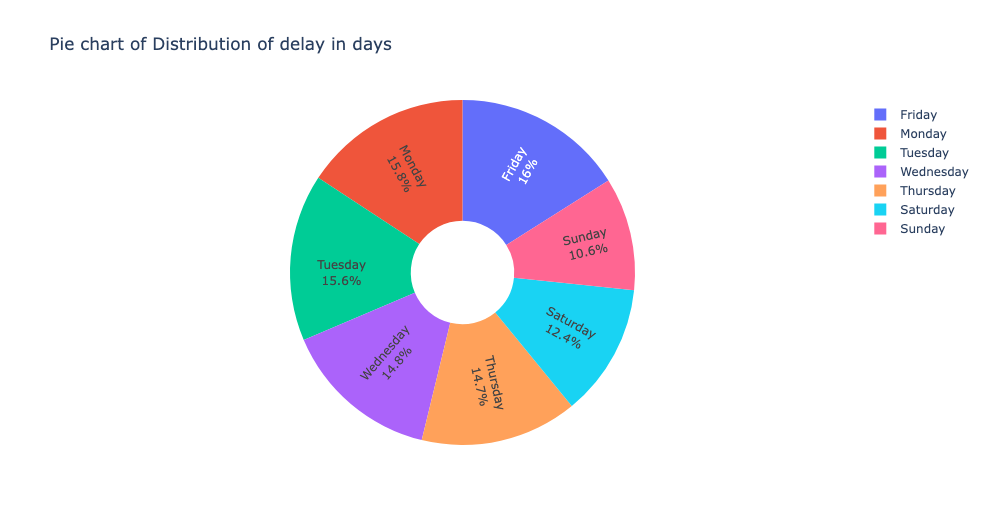 Pie chart of Distribution of delay in days
Friday
16%
Monday
15.8%
Tuesday
15.6%
Wednesday
14.8%
Thursday
14.7%
Saturday
12.4%
Sunday
10.6%
Friday
Monday
Tuesday
Wednesday
Thursday
Saturday
Sunday